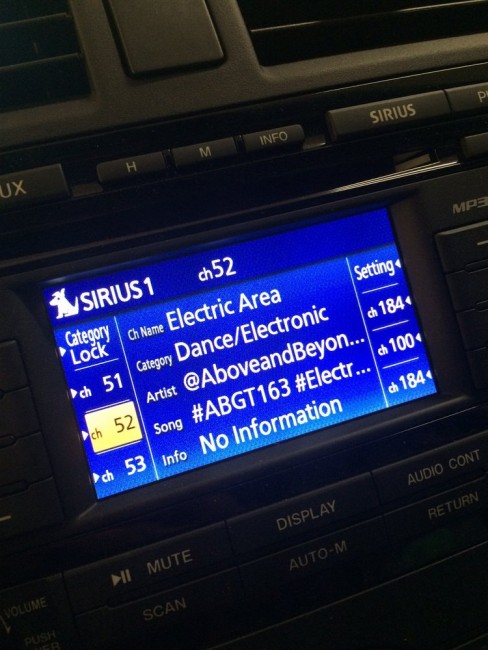 SIRIUS
H
M
INFO
UX
MP3
SIRIUS 1
ch 52
Category
Lock
ch 51
ch 52
ch 53
Ch Name Electric Area
Category Dance/Electronic
Artist @AboveandBeyon...
Song #ABGT163 #Electr...
Info No Information
Setting
ch 184
ch 100
ch 184
AUDIO CONT
DISPLAY
RETURN
MUTE
AUTO-M
SCAN
VOLUME
PUSH